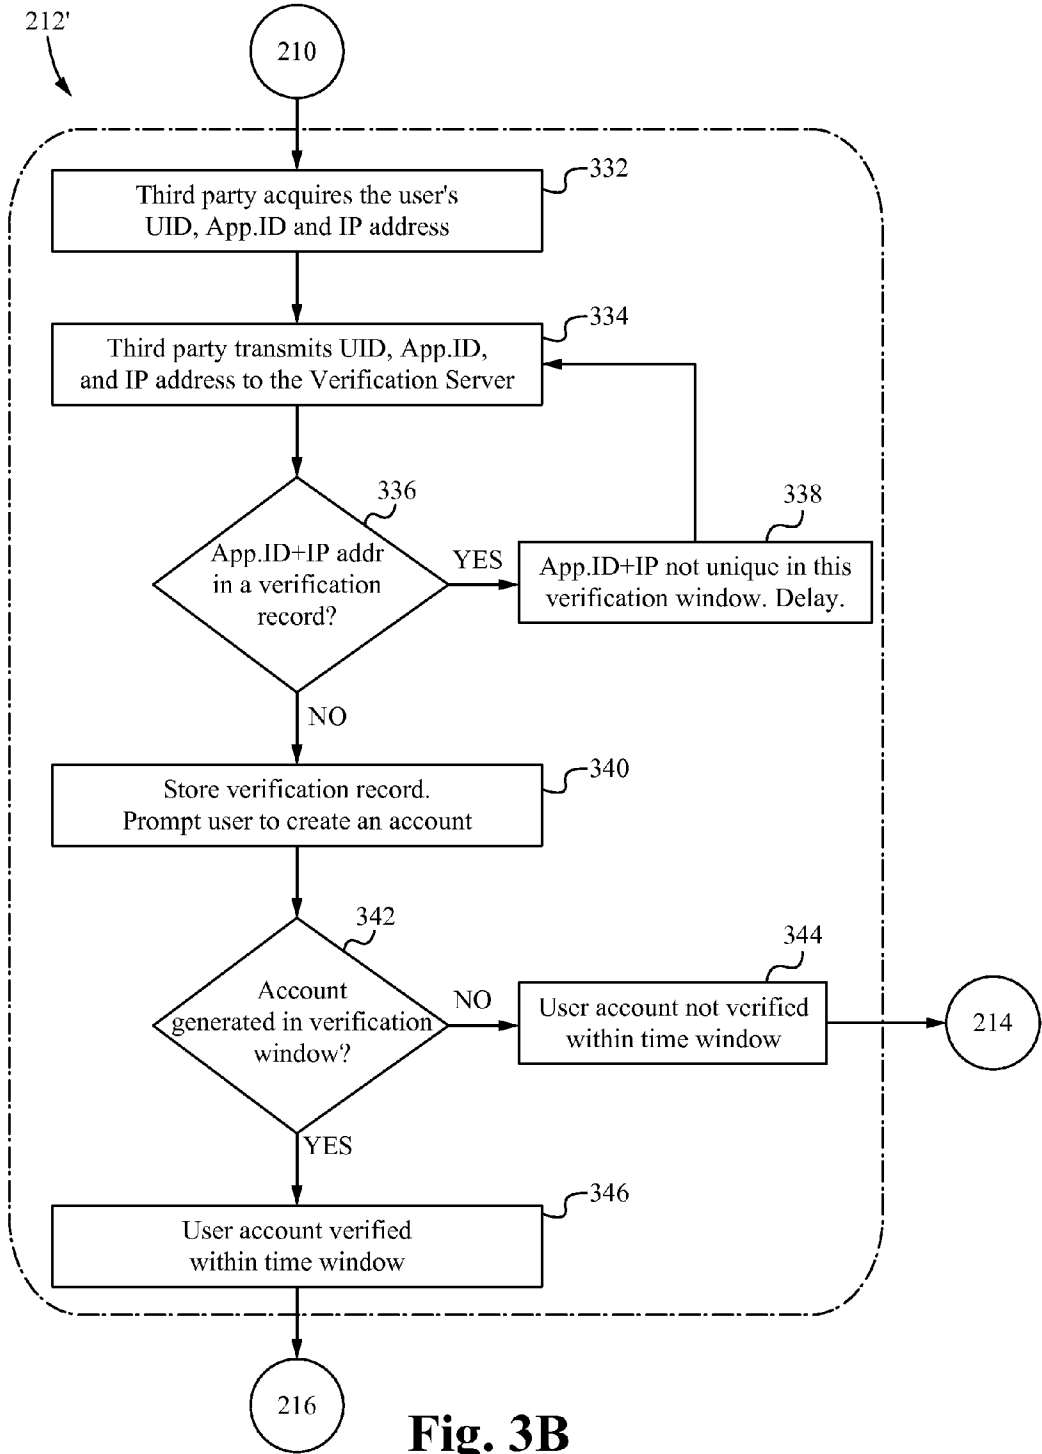 212'
210
332
Third party acquires the user's
UID, App.ID and IP address
334
Third party transmits UID, App.ID,
and IP address to the Verification Server
336
App.ID+IP addr
in a verification
record?
YES
338
App.ID+IP not unique in this
verification window. Delay.
NO
340
Store verification record.
Prompt user to create an account
342
Account
generated in verification
window?
NO
344
User account not verified
within time window
214
YES
346
User account verified
within time window
216
Fig. 3B